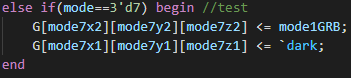 else if(mode==3'd7) begin //test
G[mode7x2][mode7y2][mode7z2] <= mode1GRB;
G[mode7x1][mode7y1][mode7z1] <= `dark;
end